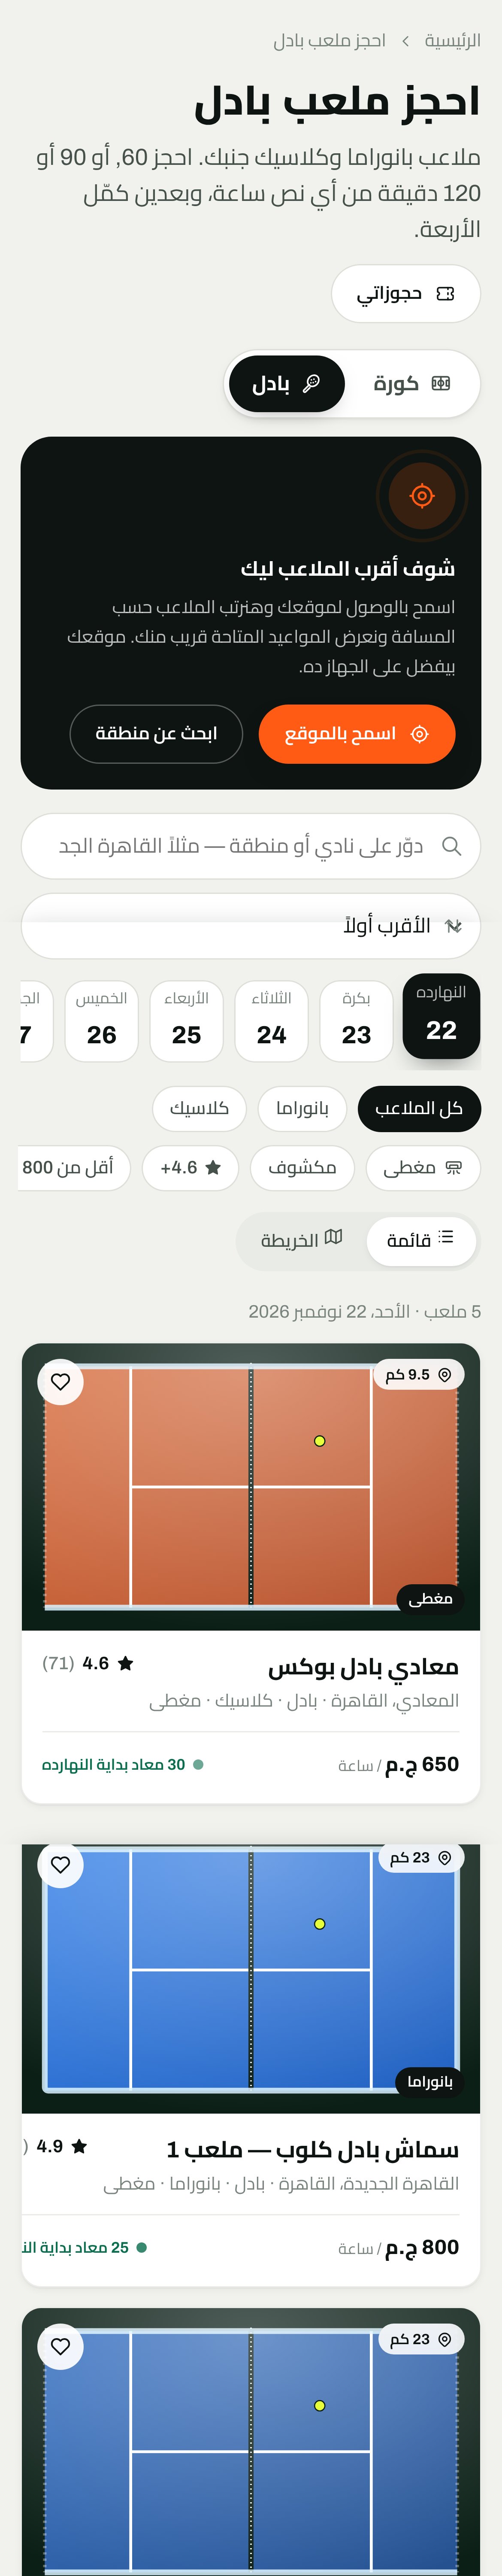 الرئيسية › احجز ملعب بادل
احجز ملعب بادل
ملاعب بانوراما وكلاسيك جنبك. احجز 60, أو 90 أو
120 دقيقة من أي نص ساعة، وبعدين كمّل
الأربعة.
حجوزاتي
كورة بادل
شوف أقرب الملاعب ليك
اسمح بالوصول لموقعك وهنرتب الملاعب حسب
المسافة ونعرض المواعيد المتاحة قريب منك. موقعك
بيفضل على الجهاز ده.
اسمح بالموقع ابحث عن منطقة
دوّر على نادي أو منطقة — مثلاً القاهرة الجد
الأقرب أولاً
النهارده بكرة الثلاثاء الأربعاء الخميس
22 23 24 25 26
كل الملاعب بانوراما كلاسيك
مغطى مكشوف 4.6+ أقل من 800
قائمة الخريطة
5 ملعب · الأحد، 22 نوفمبر 2026
9.5 كم
مغطى
معادي بادل بوكس 4.6 (71)
المعادي، القاهرة · بادل · كلاسيك · مغطى
650 ج.م / ساعة 30 معاد بداية النهارده
23 كم
بانوراما
سماش بادل كلوب — ملعب 1 4.9
القاهرة الجديدة، القاهرة · بادل · بانوراما · مغطى
800 ج.م / ساعة 25 معاد بداية
23 كم